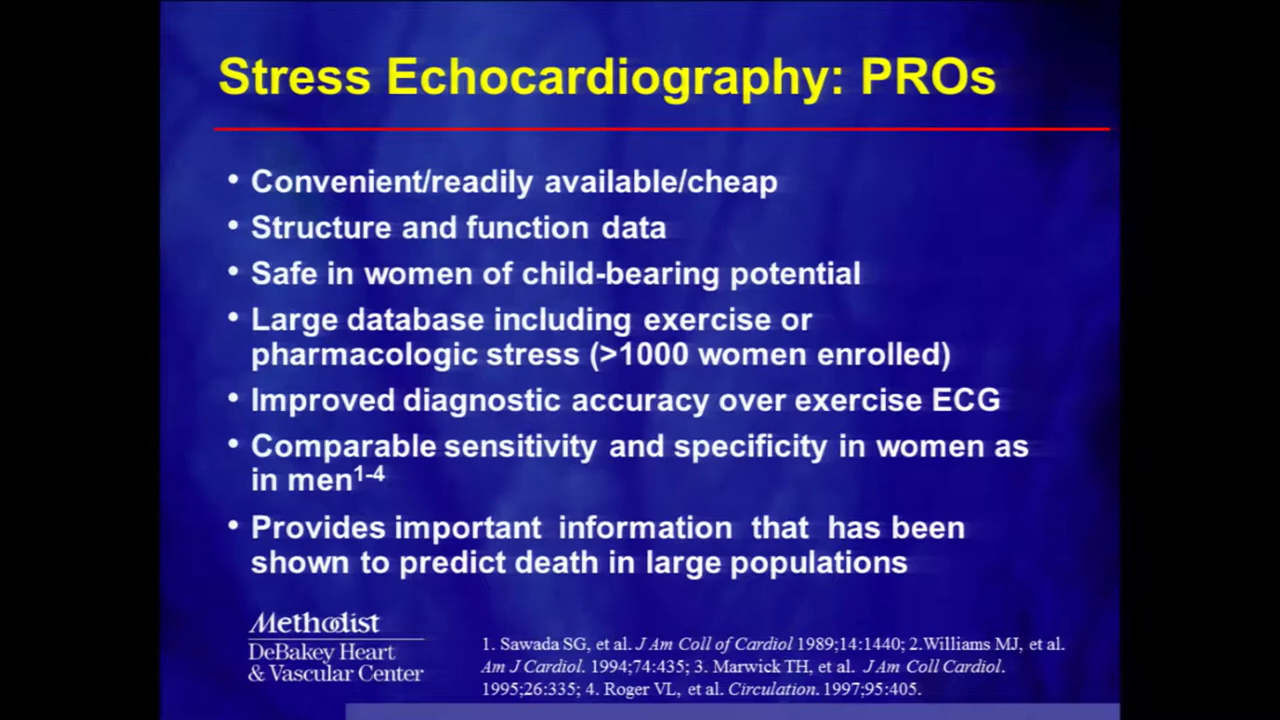 Stress Echocardiography: PROs
• Convenient/readily available/cheap
• Structure and function data
• Safe in women of child-bearing potential
• Large database including exercise or
pharmacologic stress (>1000 women enrolled)
• Improved diagnostic accuracy over exercise ECG
• Comparable sensitivity and specificity in women as
in men1-4
• Provides important information that has been
shown to predict death in large populations
Methodist
DeBakey Heart
& Vascular Center
1. Sawada SG, et al. J Am Coll of Cardiol 1989;14:1440; 2.Williams MJ, et al.
Am J Cardiol. 1994;74:435; 3. Marwick TH, et al. J Am Coll Cardiol.
1995;26:335; 4. Roger VL, et al. Circulation. 1997;95:405.